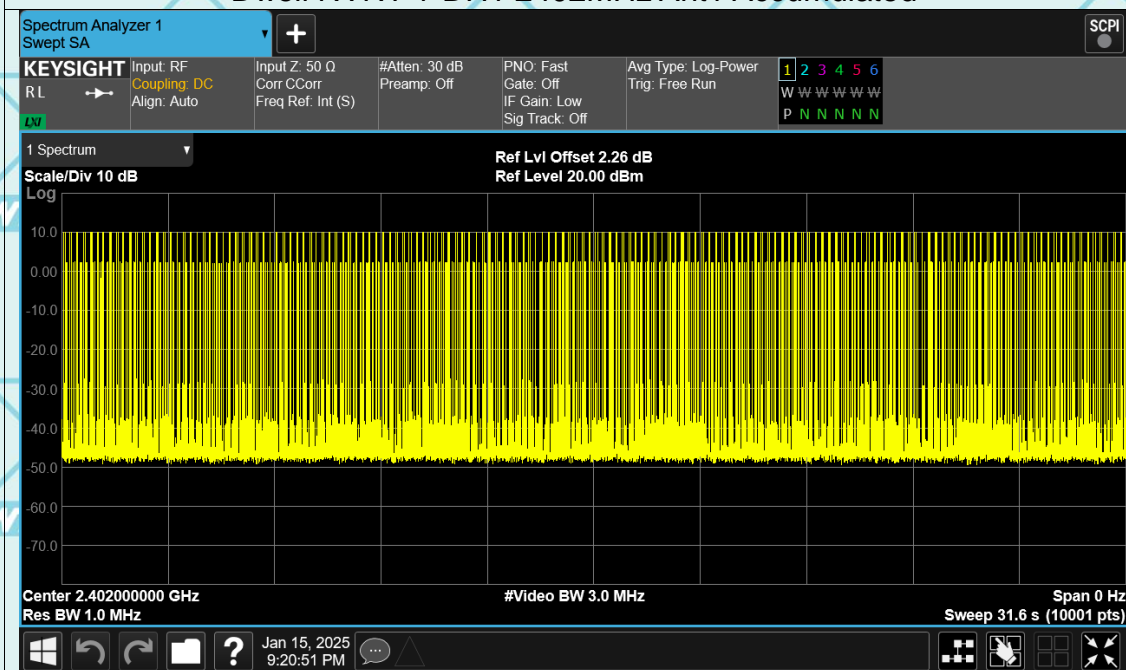 Spectrum Analyzer 1
Swept SA
+
SCPI
KEYSIGHT
R L
LXI
Input: RF
Coupling: DC
Align: Auto
Input Z: 50 Ω
Corr CCorr
Freq Ref: Int (S)
#Atten: 30 dB
Preamp: Off
PNO: Fast
Gate: Off
IF Gain: Low
Sig Track: Off
Avg Type: Log-Power
Trig: Free Run
1 2 3 4 5 6
W W W W W W
P N N N N N
1 Spectrum
Scale/Div 10 dB
Ref Lvl Offset 2.26 dB
Ref Level 20.00 dBm
Log
10.0
0.00
-10.0
-20.0
-30.0
-40.0
-50.0
-60.0
-70.0
Center 2.402000000 GHz
#Video BW 3.0 MHz
Span 0 Hz
Res BW 1.0 MHz
Sweep 31.6 s (10001 pts)
?
Jan 15, 2025
9:20:51 PM